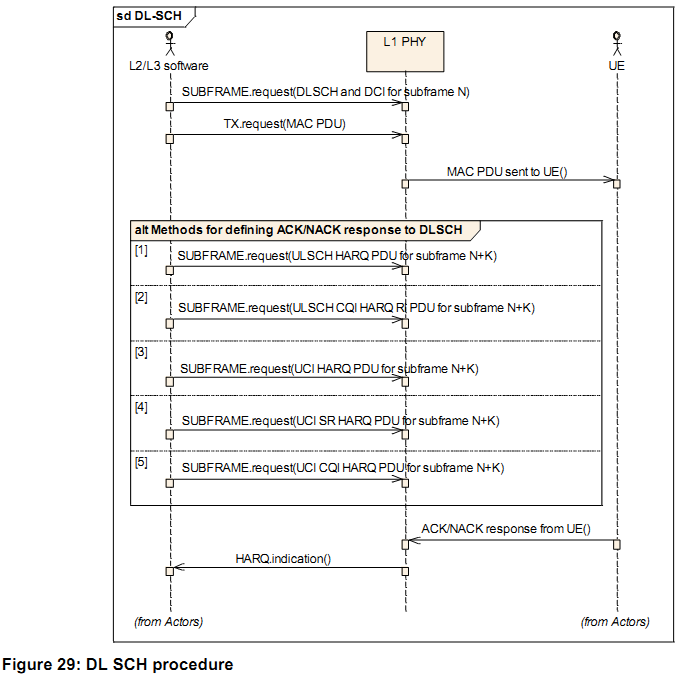 sd DL-SCH
L2/L3 software
L1 PHY
UE
SUBFRAME.request(DLSCH and DCI for subframe N)
TX.request(MAC PDU)
MAC PDU sent to UE()
alt Methods for defining ACK/NACK response to DLSCH
[1]
SUBFRAME.request(ULSCH HARQ PDU for subframe N+K)
[2]
SUBFRAME.request(ULSCH CQI HARQ RI PDU for subframe N+K)
[3]
SUBFRAME.request(UCI HARQ PDU for subframe N+K)
[4]
SUBFRAME.request(UCI SR HARQ PDU for subframe N+K)
[5]
SUBFRAME.request(UCI CQI HARQ PDU for subframe N+K)
ACK/NACK response from UE()
HARQ.indication()
(from Actors)
(from Actors)
Figure 29: DL SCH procedure